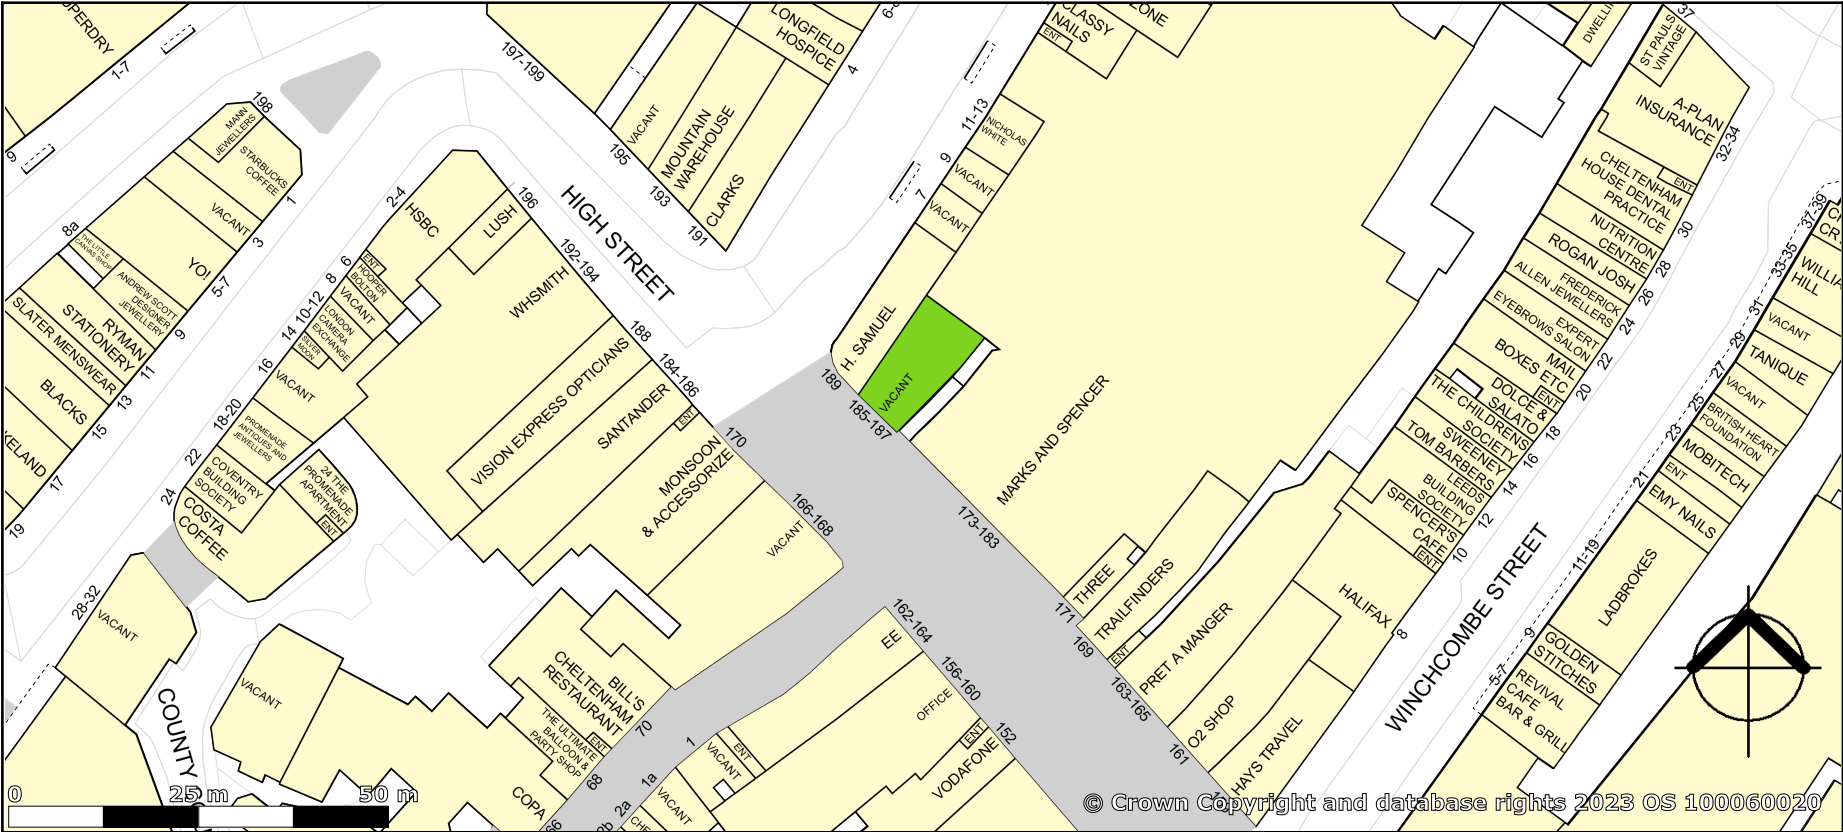 1-7
9
198
MANN
JEWELLERS
STARBUCKS
COFFEE
1
VACANT
3
YO!
5-7
8a
THE LITTLE
CANVAS SHOP
ANDREW SCOTT
DESIGNER
JEWELLERY
9
RYMAN
STATIONERY
11
SLATER MENSWEAR
13
BLACKS
15
17
19
197-199
VACANT
195
MOUNTAIN
WAREHOUSE
193
CLARKS
191
LONGFIELD
HOSPICE
4
HIGH STREET
2-4
HSBC
LUSH
196
192-194
WHSMITH
6
ENT
HOOPER
BOLTON
8
VACANT
10-12
LONDON
CAMERA
EXCHANGE
14
SILVER
MOON
16
VACANT
18-20
PROMENADE
ANTIQUES AND
JEWELLERS
22
COVENTRY
BUILDING
SOCIETY
24
COSTA
COFFEE
24 THE
PROMENADE
APARTMENT
ENT
28-32
VACANT
VACANT
188
VISION EXPRESS OPTICIANS
184-186
SANTANDER
ENT
170
MONSOON
& ACCESSORIZE
166-168
VACANT
CLASSY
NAILS
ENT
11-13
NICHOLAS
WHITE
9
VACANT
7
VACANT
H. SAMUEL
189
VACANT
185-187
MARKS AND SPENCER
173-183
THREE
171
TRAILFINDERS
169
ENT
PRET A MANGER
163-165
O2 SHOP
161
HAYS TRAVEL
162-164
EE
156-160
OFFICE
152
ENT
VODAFONE
BILL'S
CHELTENHAM
RESTAURANT
70
ENT
THE ULTIMATE
BALLOON &
PARTY SHOP
68
COPA
66
1
ENT
VACANT
1a
VACANT
2a
2b
37
ST PAULS
VINTAGE
A-PLAN
INSURANCE
32-34
ENT
CHELTENHAM
HOUSE DENTAL
PRACTICE
30
NUTRITION
CENTRE
28
ROGAN JOSH
26
FREDERICK
ALLEN JEWELLERS
24
EXPERT
EYEBROWS SALON
22
MAIL
BOXES ETC
20
ENT
DOLCE &
SALATO
18
THE CHILDRENS
SOCIETY
16
SWEENEY
TOM BARBERS
14
LEEDS
BUILDING
SOCIETY
12
SPENCER'S
CAFE
ENT
10
HALIFAX
8
WINCHCOMBE STREET
37-39
33-35
HILL
31
VACANT
29
TANIQUE
27
VACANT
25
BRITISH HEART
FOUNDATION
23
MOBITECH
ENT
21
EMY NAILS
11-19
LADBROKES
9
GOLDEN
STITCHES
5-7
REVIVAL
CAFE
BAR & GRILL
COUNTY
0
25 m
50 m
© Crown Copyright and database rights 2023 OS 100060020